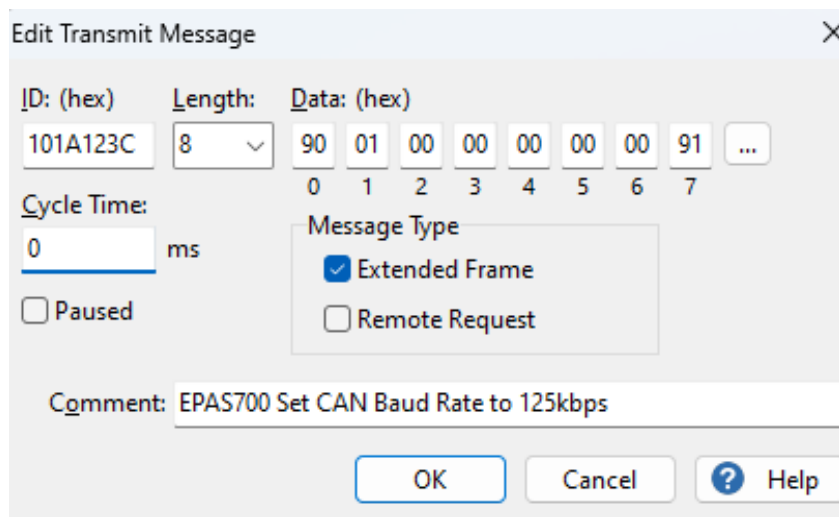 Edit Transmit Message
ID: (hex) Length: Data: (hex)
101A123C 8 90 01 00 00 00 00 00 91 ...
0 1 2 3 4 5 6 7
Cycle Time:
0 ms
Message Type
Extended Frame
Paused
Remote Request
Comment: EPAS700 Set CAN Baud Rate to 125kbps
OK Cancel ? Help